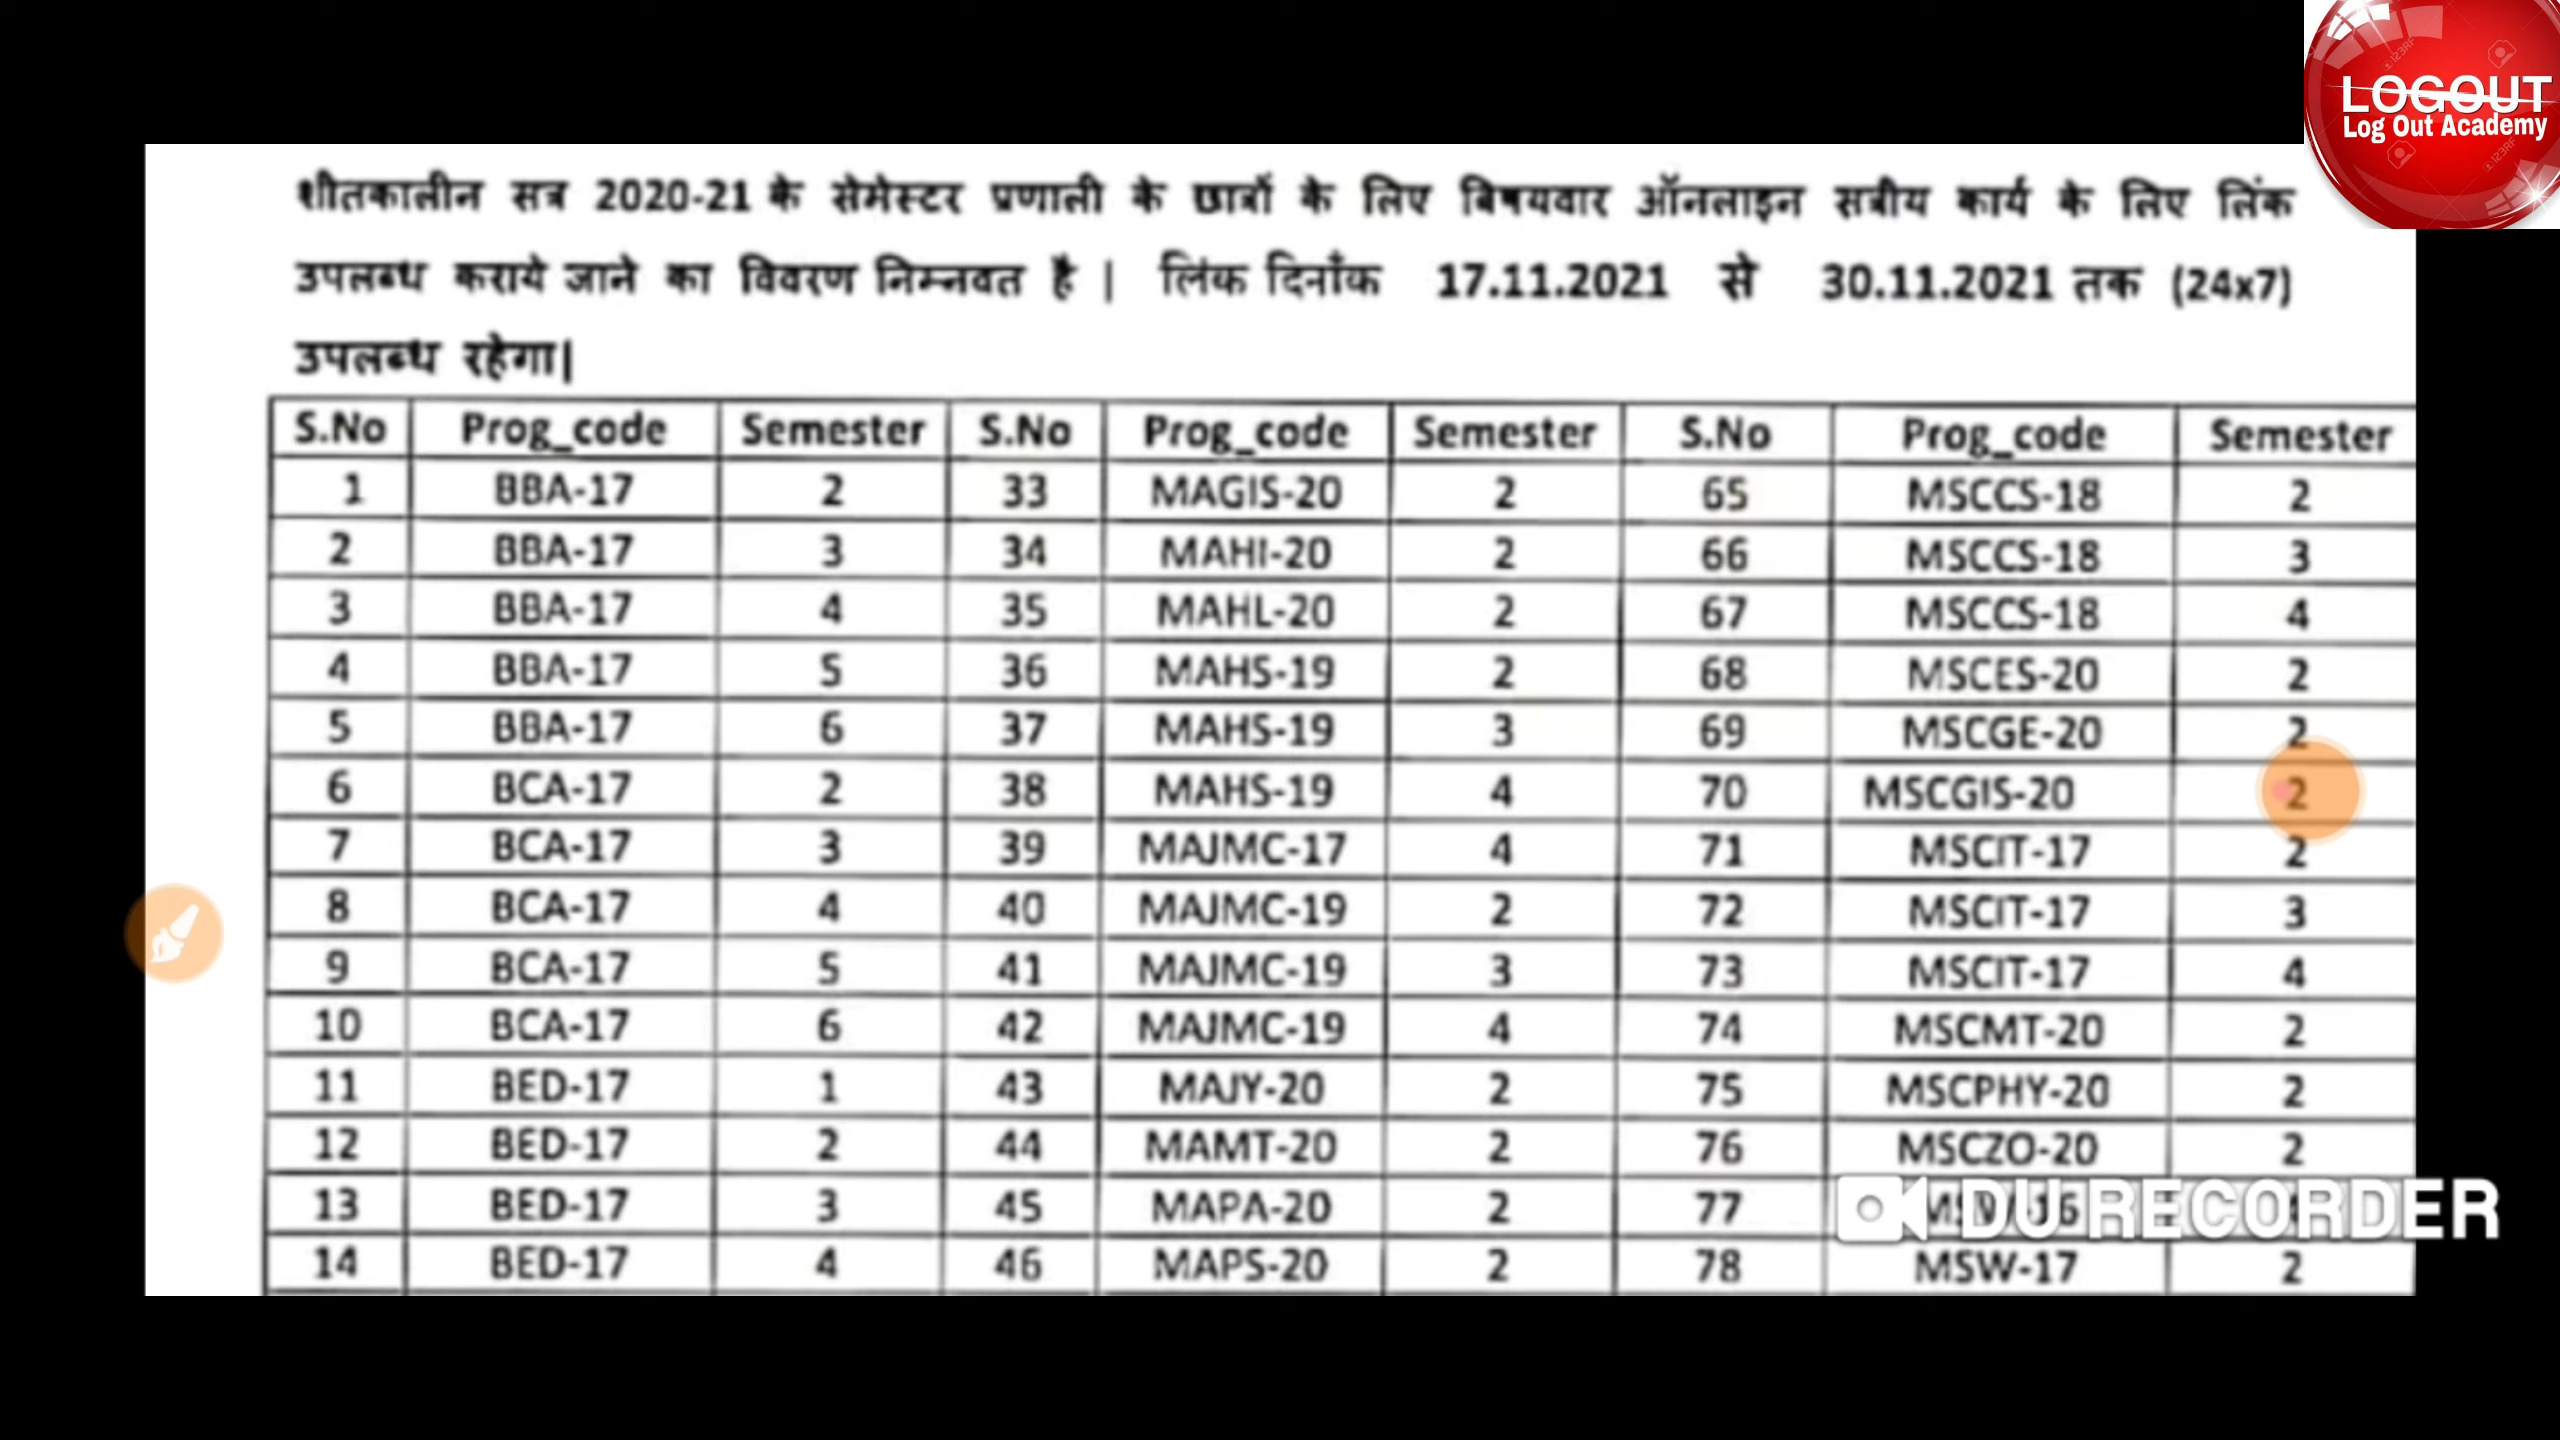 LOGOUT
Log Out Academy
शीतकालीन सत्र 2020-21 के सेमेस्टर प्रणाली के छात्रों के लिए बिषयवार ऑनलाइन सत्रीय कार्य के लिए लिंक
उपलब्ध कराये जाने का विवरण निम्नवत है | लिंक दिनाँक 17.11.2021 से 30.11.2021 तक (24x7)
उपलब्ध रहेगा|
S.No Prog_code Semester S.No Prog_code Semester S.No Prog_code Semester
1 BBA-17 2 33 MAGIS-20 2 65 MSCCS-18 2
2 BBA-17 3 34 MAHI-20 2 66 MSCCS-18 3
3 BBA-17 4 35 MAHL-20 2 67 MSCCS-18 4
4 BBA-17 5 36 MAHS-19 2 68 MSCES-20 2
5 BBA-17 6 37 MAHS-19 3 69 MSCGE-20 2
6 BCA-17 2 38 MAHS-19 4 70 MSCGIS-20 2
7 BCA-17 3 39 MAJMC-17 4 71 MSCIT-17 2
8 BCA-17 4 40 MAJMC-19 2 72 MSCIT-17 3
9 BCA-17 5 41 MAJMC-19 3 73 MSCIT-17 4
10 BCA-17 6 42 MAJMC-19 4 74 MSCMT-20 2
11 BED-17 1 43 MAJY-20 2 75 MSCPHY-20 2
12 BED-17 2 44 MAMT-20 2 76 MSCZO-20 2
13 BED-17 3 45 MAPA-20 2 77
DU RECORDER
14 BED-17 4 46 MAPS-20 2 78 MSW-17 2